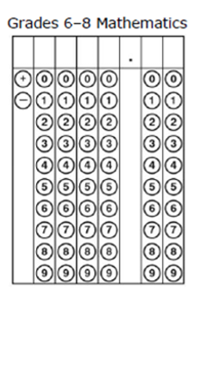 Grades 6–8 Mathematics
.
+ 0 0 0 0 0 0
− 1 1 1 1 1 1
2 2 2 2 2 2
3 3 3 3 3 3
4 4 4 4 4 4
5 5 5 5 5 5
6 6 6 6 6 6
7 7 7 7 7 7
8 8 8 8 8 8
9 9 9 9 9 9